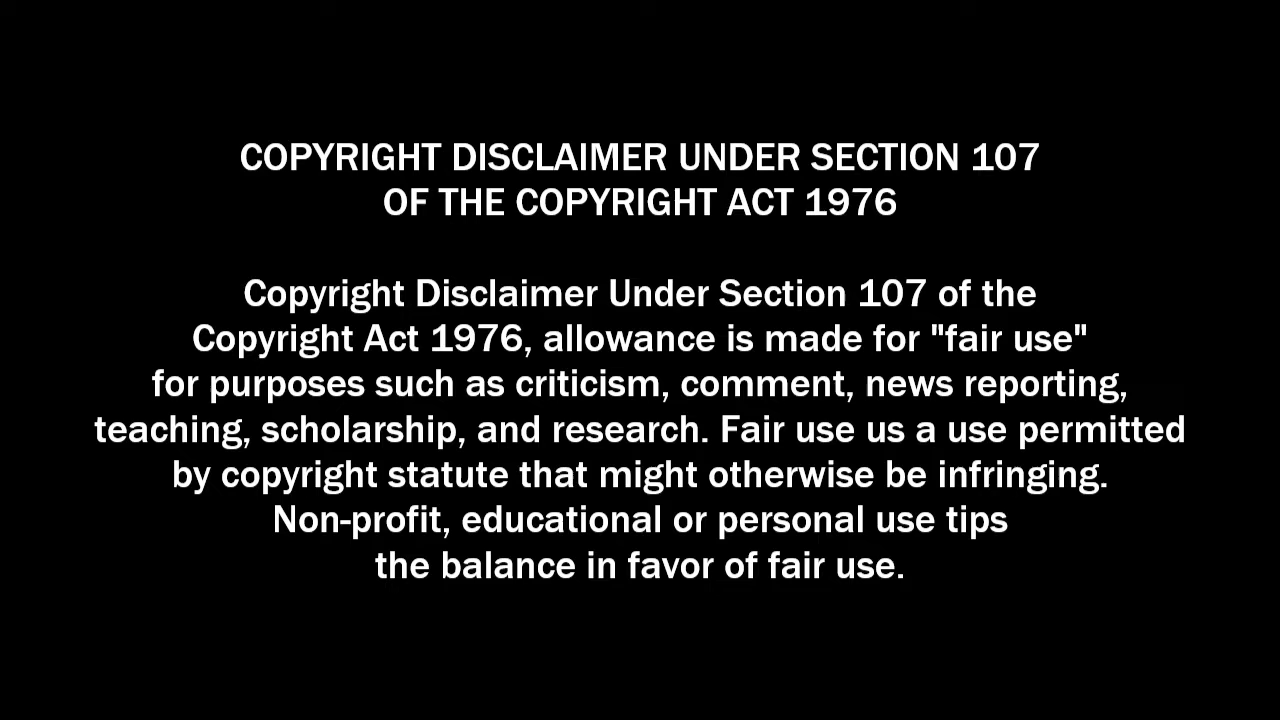 COPYRIGHT DISCLAIMER UNDER SECTION 107
OF THE COPYRIGHT ACT 1976
Copyright Disclaimer Under Section 107 of the
Copyright Act 1976, allowance is made for "fair use"
for purposes such as criticism, comment, news reporting,
teaching, scholarship, and research. Fair use us a use permitted
by copyright statute that might otherwise be infringing.
Non-profit, educational or personal use tips
the balance in favor of fair use.